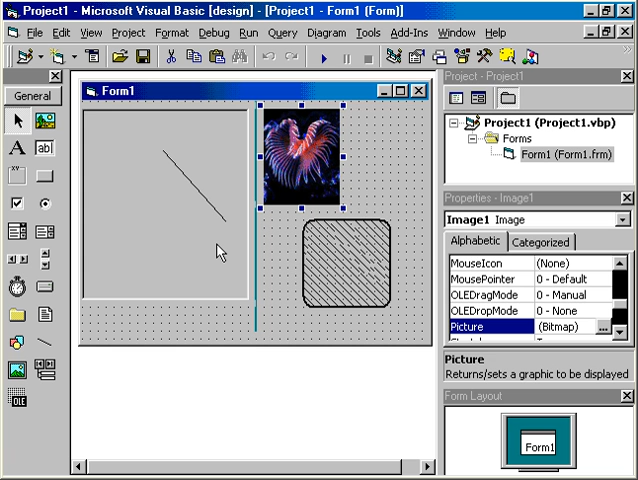 Project1 - Microsoft Visual Basic [design] - [Project1 - Form1 (Form)]
File Edit View Project Format Debug Run Query Diagram Tools Add-Ins Window Help
General
A
ab|
xv
OLE
Form1
Project - Project1
Project1 (Project1.vbp)
Forms
Form1 (Form1.frm)
Properties - Image1
Image1 Image
Alphabetic Categorized
MouseIcon (None)
MousePointer 0 - Default
OLEDragMode 0 - Manual
OLEDropMode 0 - None
Picture (Bitmap) ...
Picture
Returns/sets a graphic to be displayed
Form Layout
Form1